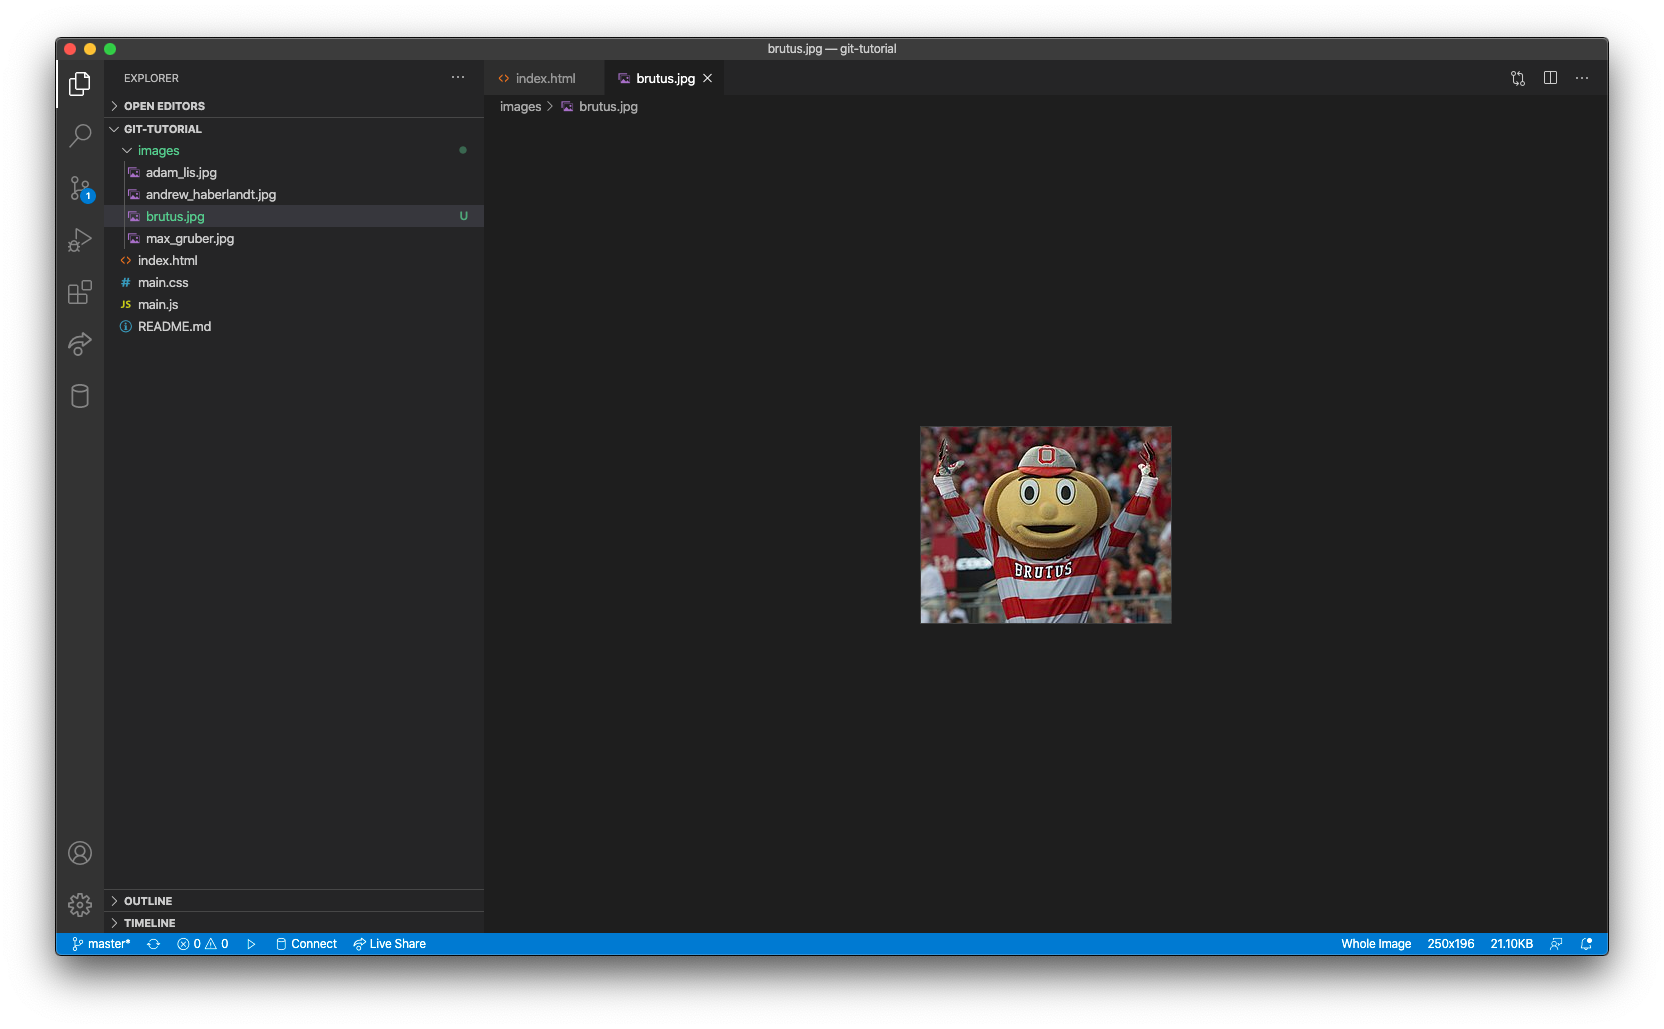 brutus.jpg — git-tutorial
EXPLORER
OPEN EDITORS
GIT-TUTORIAL
images
adam_lis.jpg
andrew_haberlandt.jpg
brutus.jpg U
max_gruber.jpg
index.html
main.css
JS main.js
README.md
OUTLINE
TIMELINE
index.html brutus.jpg
images > brutus.jpg
O
BRUTUS
1
master* 0 0 Connect Live Share
Whole Image 250x196 21.10KB